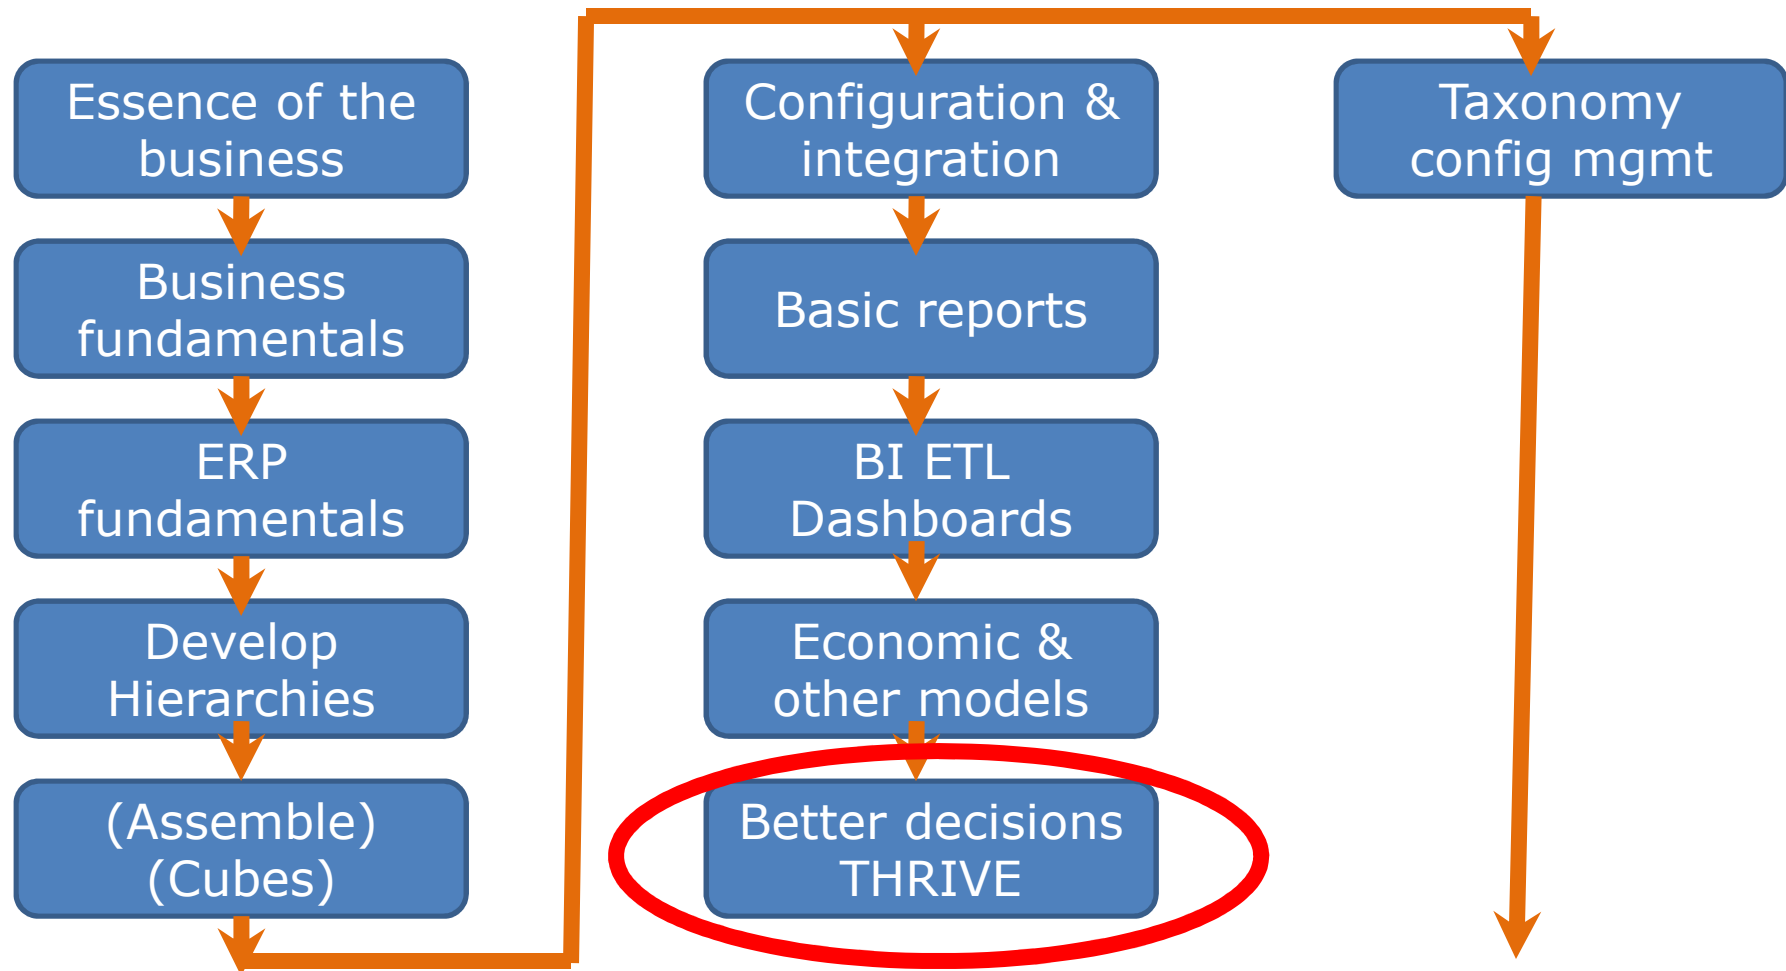 Essence of the
business
Business
fundamentals
ERP
fundamentals
Develop
Hierarchies
(Assemble)
(Cubes)
Configuration &
integration
Basic reports
BI ETL
Dashboards
Economic &
other models
Better decisions
THRIVE
Taxonomy
config mgmt